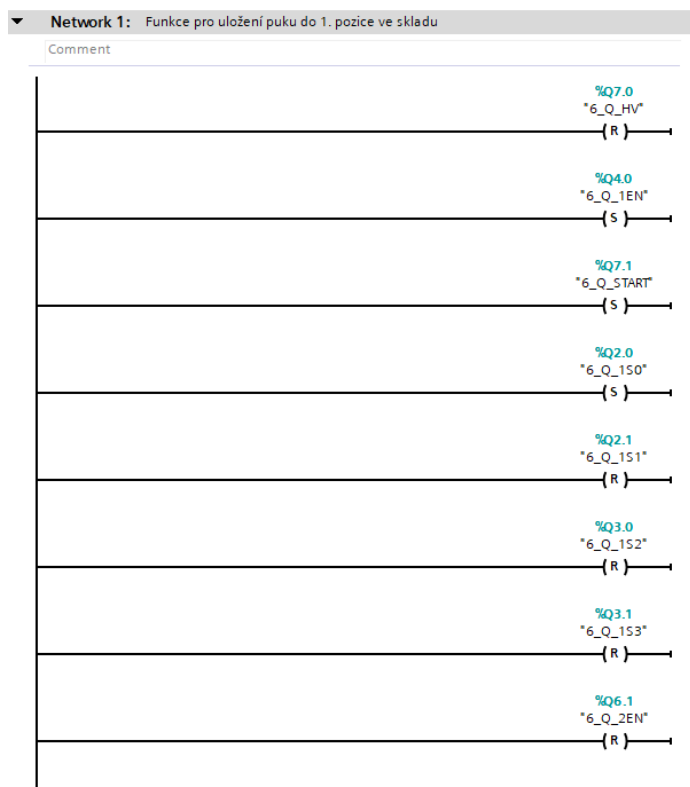 Network 1: Funkce pro uložení puku do 1. pozice ve skladu
Comment
%Q7.0
"6_Q_HV"
R
%Q4.0
"6_Q_1EN"
S
%Q7.1
"6_Q_START"
S
%Q2.0
"6_Q_1S0"
S
%Q2.1
"6_Q_1S1"
R
%Q3.0
"6_Q_1S2"
R
%Q3.1
"6_Q_1S3"
R
%Q6.1
"6_Q_2EN"
R